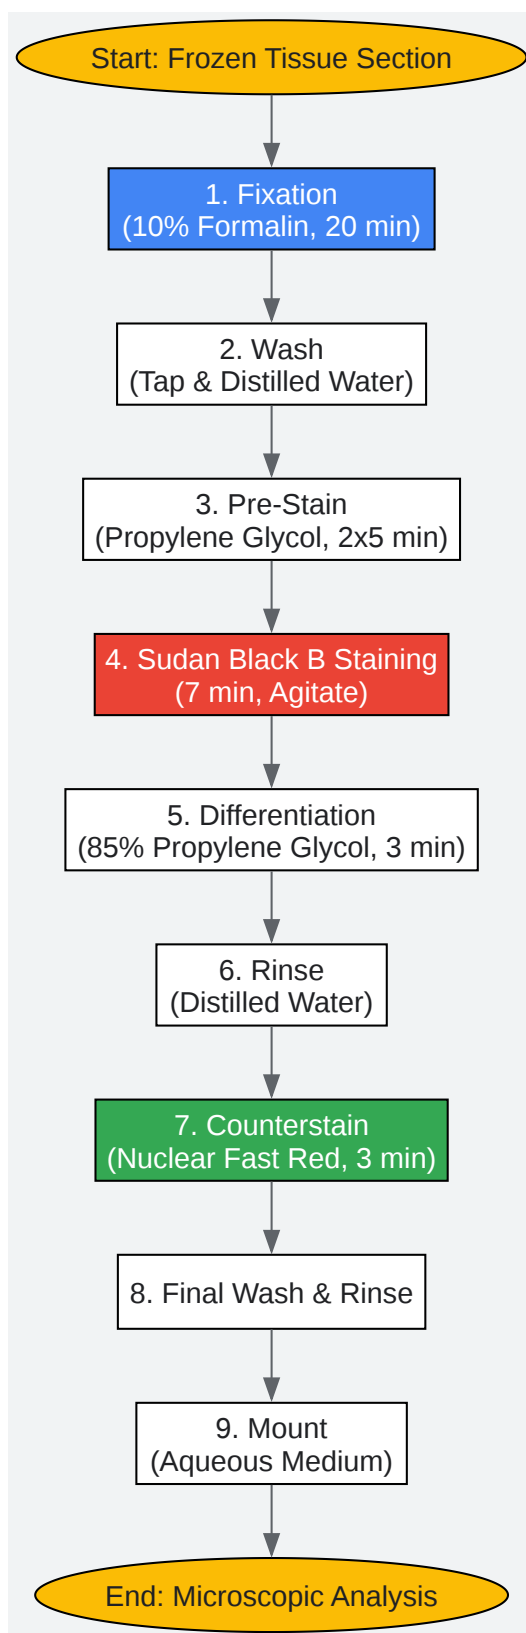 Start: Frozen Tissue Section
1. Fixation
(10% Formalin, 20 min)
2. Wash
(Tap & Distilled Water)
3. Pre-Stain
(Propylene Glycol, 2x5 min)
4. Sudan Black B Staining
(7 min, Agitate)
5. Differentiation
(85% Propylene Glycol, 3 min)
6. Rinse
(Distilled Water)
7. Counterstain
(Nuclear Fast Red, 3 min)
8. Final Wash & Rinse
9. Mount
(Aqueous Medium)
End: Microscopic Analysis